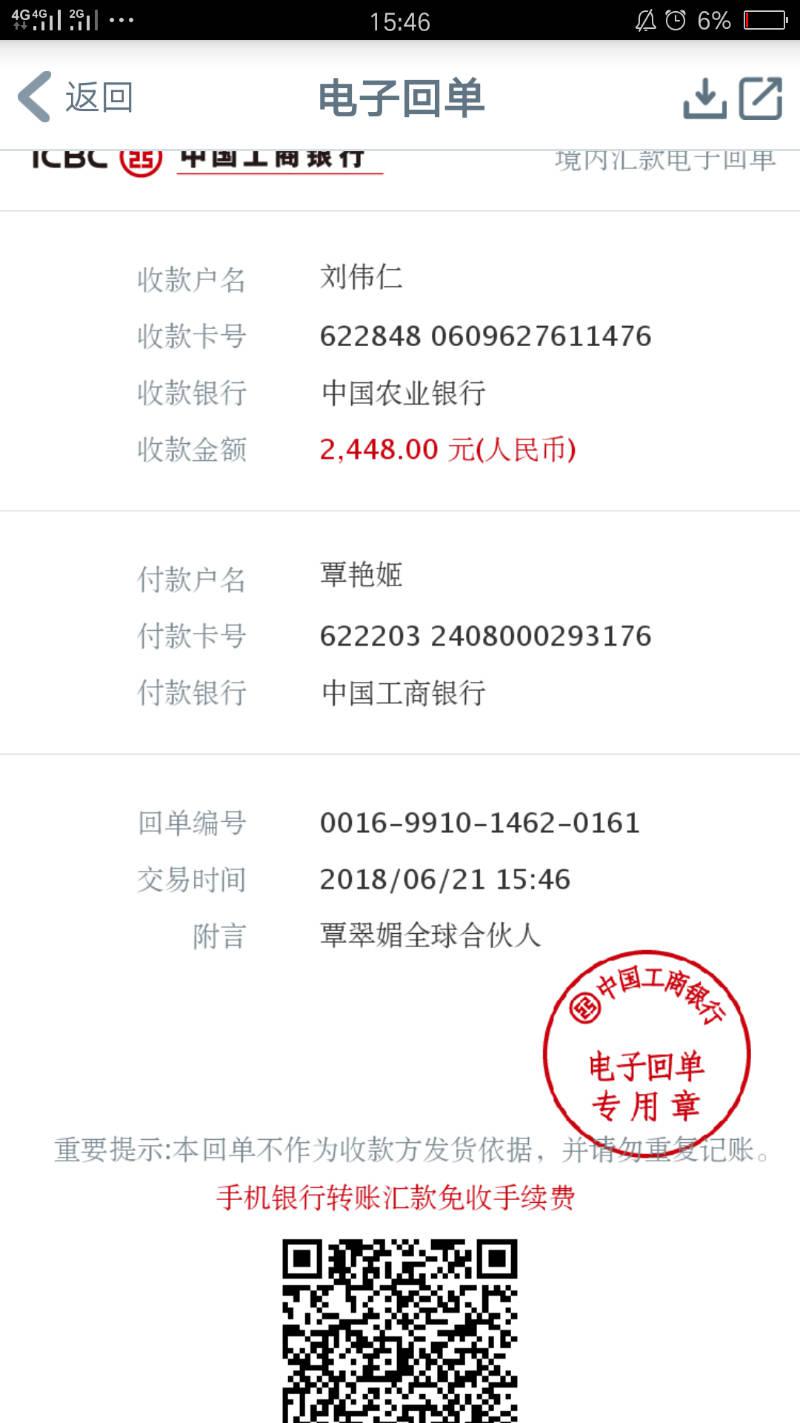 4G 4G 2G 15:46 6%
返回 电子回单
ICBC 中国工商银行 境内汇款电子回单
收款户名 刘伟仁
收款卡号 622848 0609627611476
收款银行 中国农业银行
收款金额 2,448.00 元(人民币)
付款户名 覃艳姬
付款卡号 622203 2408000293176
付款银行 中国工商银行
回单编号 0016-9910-1462-0161
交易时间 2018/06/21 15:46
附言 覃翠媚全球合伙人
中国工商银行
电子回单
专用章
重要提示:本回单不作为收款方发货依据，并请勿重复记账。
手机银行转账汇款免收手续费